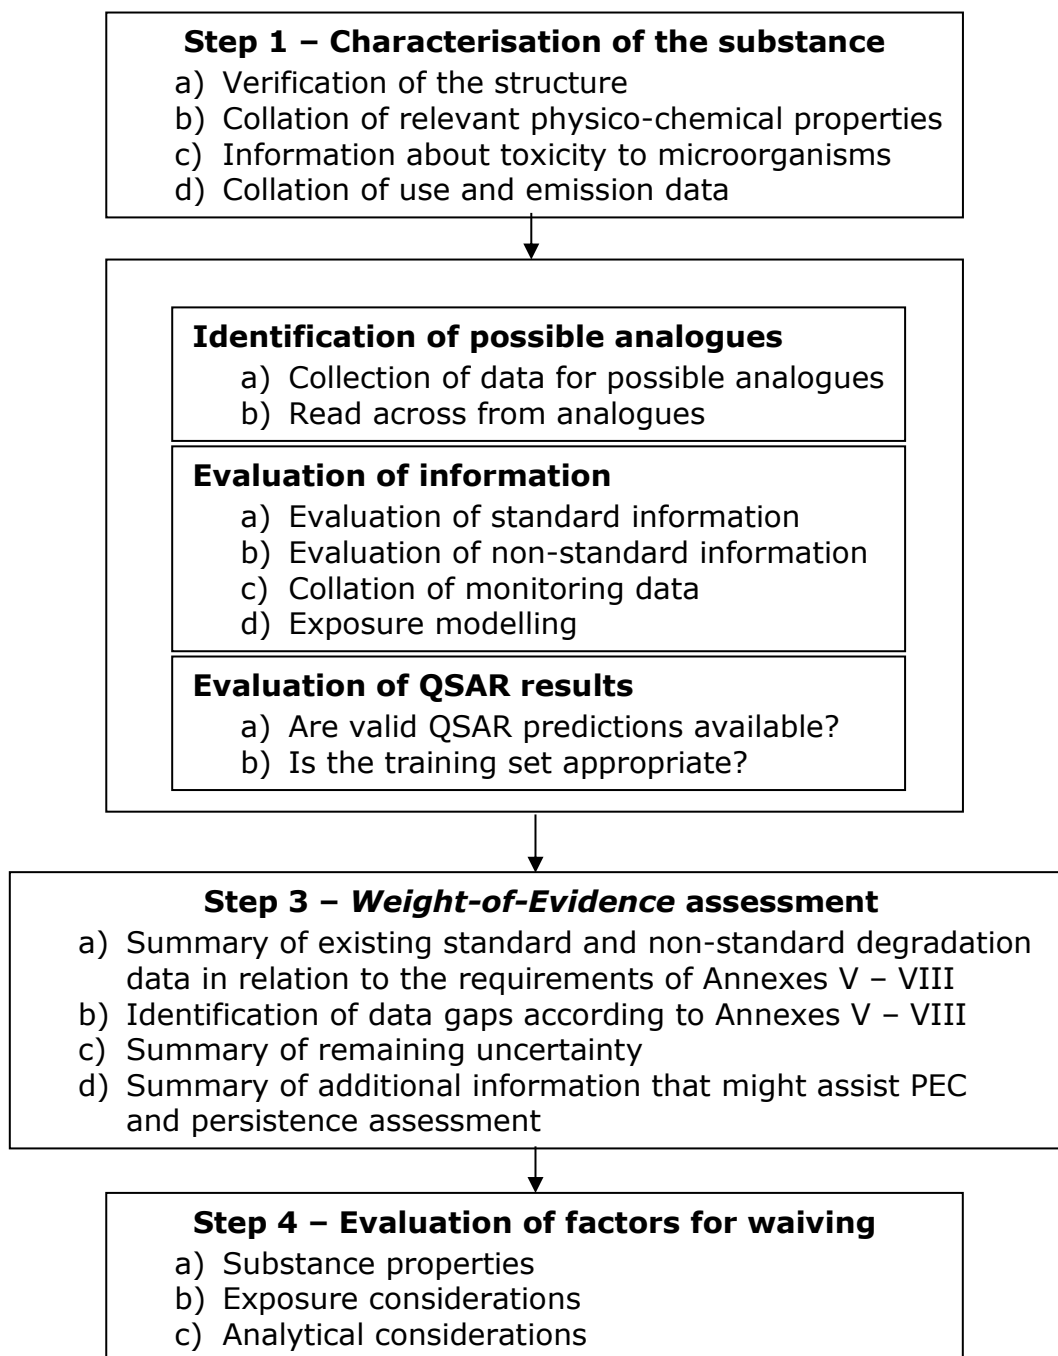 Step 1 – Characterisation of the substance
a) Verification of the structure
b) Collation of relevant physico-chemical properties
c) Information about toxicity to microorganisms
d) Collation of use and emission data
Identification of possible analogues
a) Collection of data for possible analogues
b) Read across from analogues
Evaluation of information
a) Evaluation of standard information
b) Evaluation of non-standard information
c) Collation of monitoring data
d) Exposure modelling
Evaluation of QSAR results
a) Are valid QSAR predictions available?
b) Is the training set appropriate?
Step 3 – Weight-of-Evidence assessment
a) Summary of existing standard and non-standard degradation
data in relation to the requirements of Annexes V – VIII
b) Identification of data gaps according to Annexes V – VIII
c) Summary of remaining uncertainty
d) Summary of additional information that might assist PEC
and persistence assessment
Step 4 – Evaluation of factors for waiving
a) Substance properties
b) Exposure considerations
c) Analytical considerations